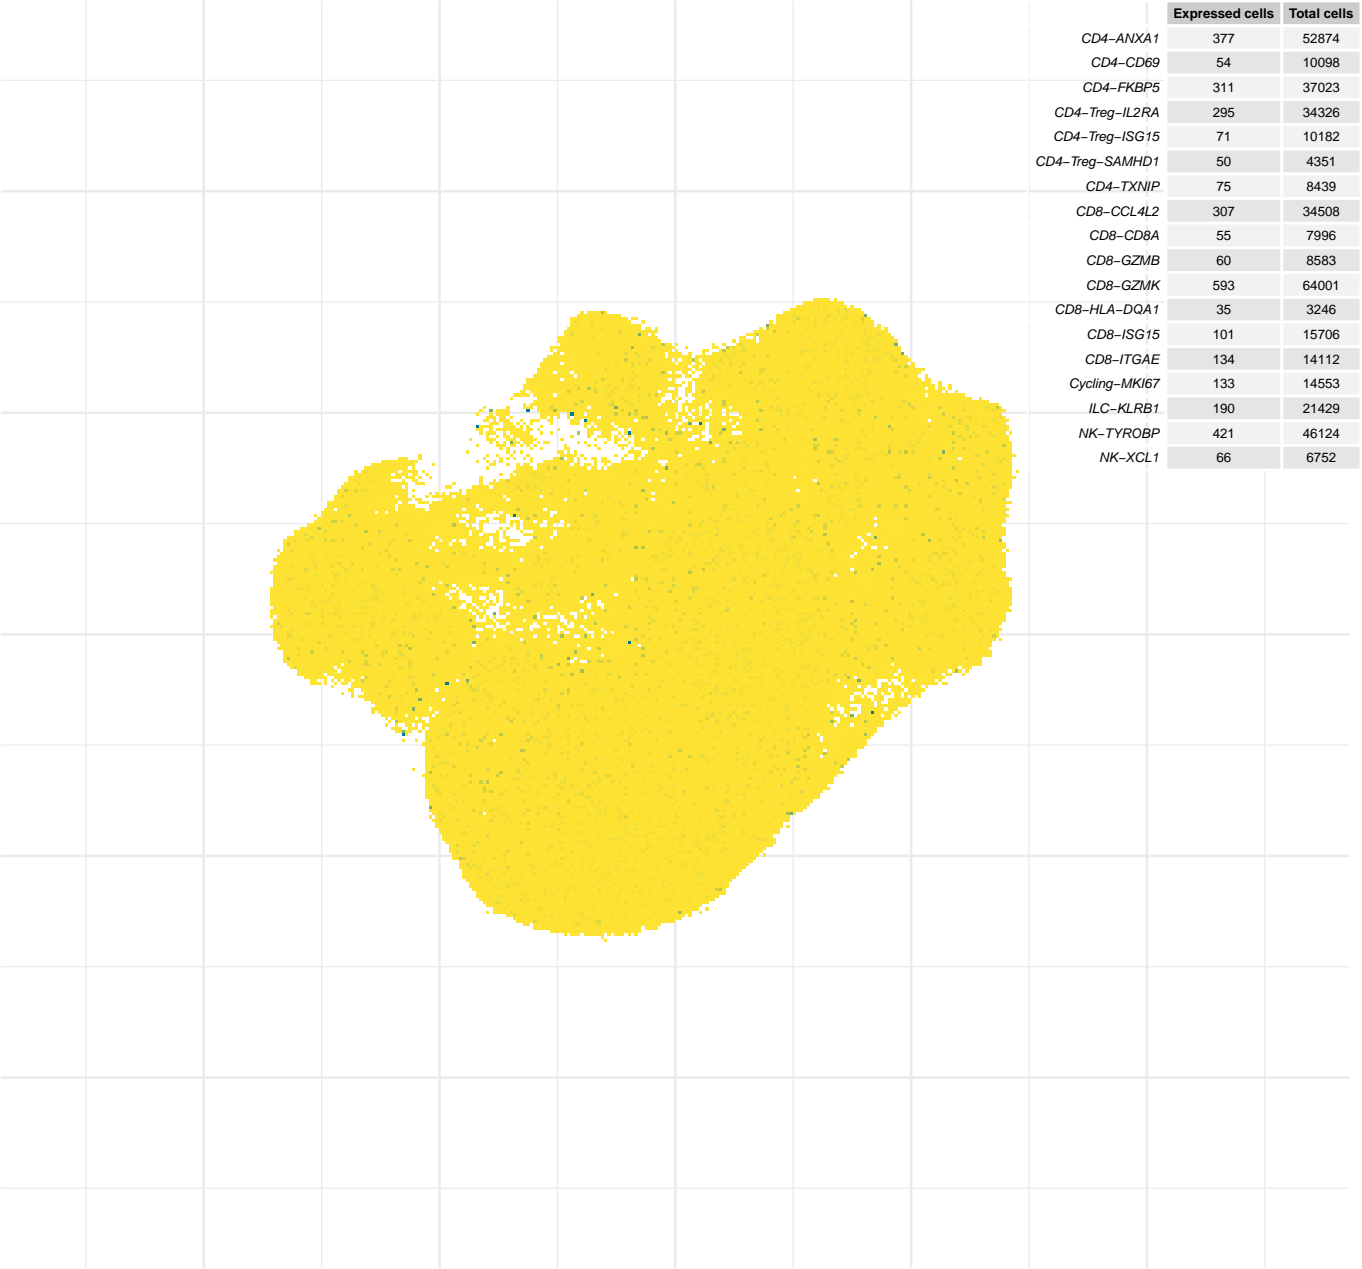 Expressed cells Total cells
CD4−ANXA1 377 52874
CD4−CD69 54 10098
CD4−FKBP5 311 37023
CD4−Treg−IL2RA 295 34326
CD4−Treg−ISG15 71 10182
CD4−Treg−SAMHD1 50 4351
CD4−TXNIP 75 8439
CD8−CCL4L2 307 34508
CD8−CD8A 55 7996
CD8−GZMB 60 8583
CD8−GZMK 593 64001
CD8−HLA−DQA1 35 3246
CD8−ISG15 101 15706
CD8−ITGAE 134 14112
Cycling−MKI67 133 14553
ILC−KLRB1 190 21429
NK−TYROBP 421 46124
NK−XCL1 66 6752